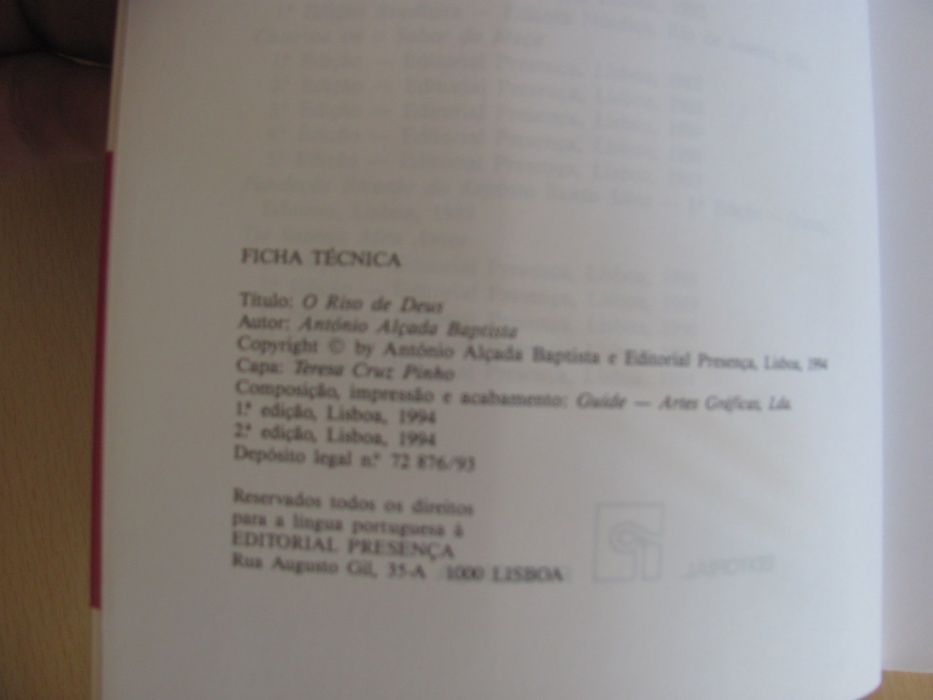 FICHA TÉCNICA
Título: O Riso de Deus
Autor: António Alçada Baptista
Copyright © by António Alçada Baptista e Editorial Presença, Lisboa, 1994
Capa: Teresa Cruz Pinho
Composição, impressão e acabamento: Guide — Artes Gráficas, Lda.
1.ª edição, Lisboa, 1994
2.ª edição, Lisboa, 1994
Depósito legal n.º 72 876/93
Reservados todos os direitos
para a língua portuguesa à
EDITORIAL PRESENÇA
Rua Augusto Gil, 35-A 1000 LISBOA